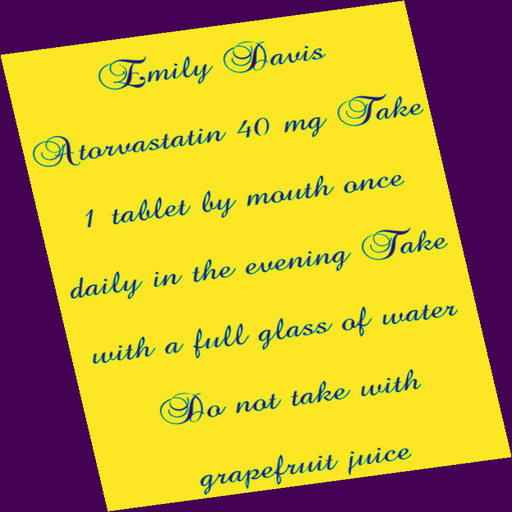 Emily Davis
Atorvastatin 40 mg Take
1 tablet by mouth once
daily in the evening Take
with a full glass of water
Do not take with
grapefruit juice